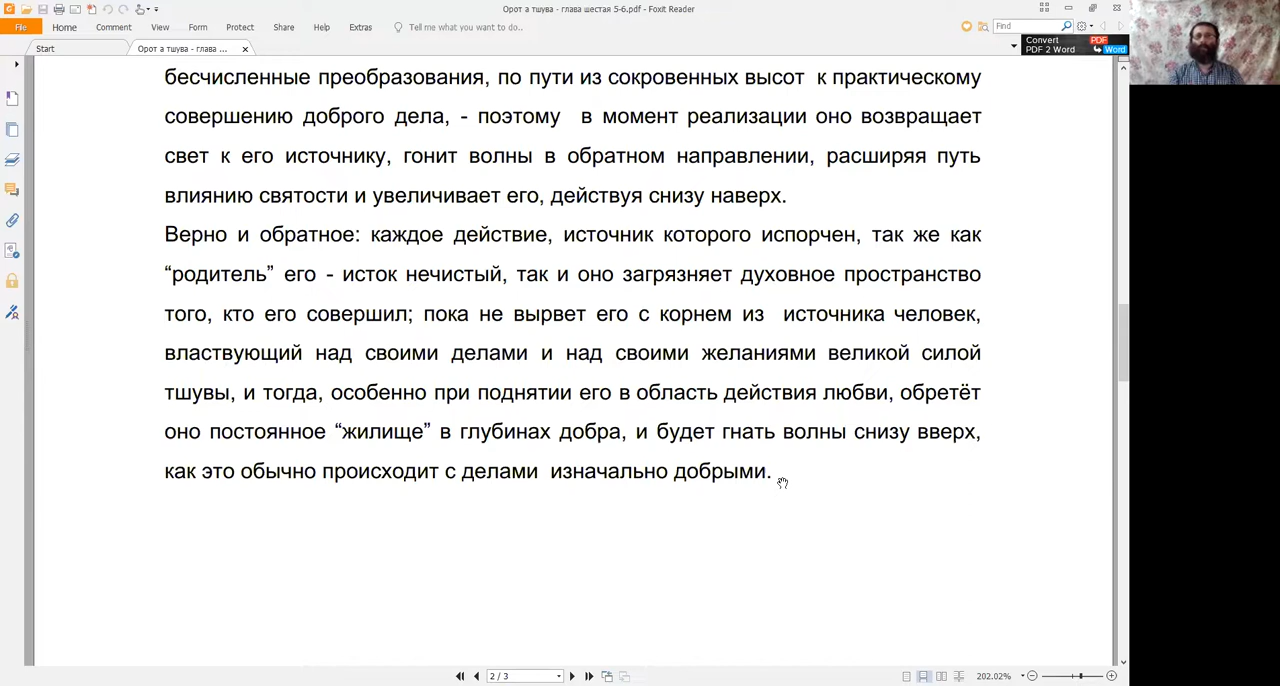 Орот а тшува - глава шестая 5-6.pdf - Foxit Reader
File Home Comment View Form Protect Share Help Extras Tell me what you want to do.. Find
Start Орот а тшува - глава ...
Convert PDF
PDF 2 Word Word
бесчисленные преобразования, по пути из сокровенных высот к практическому
совершению доброго дела, - поэтому в момент реализации оно возвращает
свет к его источнику, гонит волны в обратном направлении, расширяя путь
влиянию святости и увеличивает его, действуя снизу наверх.
Верно и обратное: каждое действие, источник которого испорчен, так же как
“родитель” его - исток нечистый, так и оно загрязняет духовное пространство
того, кто его совершил; пока не вырвет его с корнем из источника человек,
властвующий над своими делами и над своими желаниями великой силой
тшувы, и тогда, особенно при поднятии его в область действия любви, обретёт
оно постоянное “жилище” в глубинах добра, и будет гнать волны снизу вверх,
как это обычно происходит с делами изначально добрыми.
2 / 3 202.02%